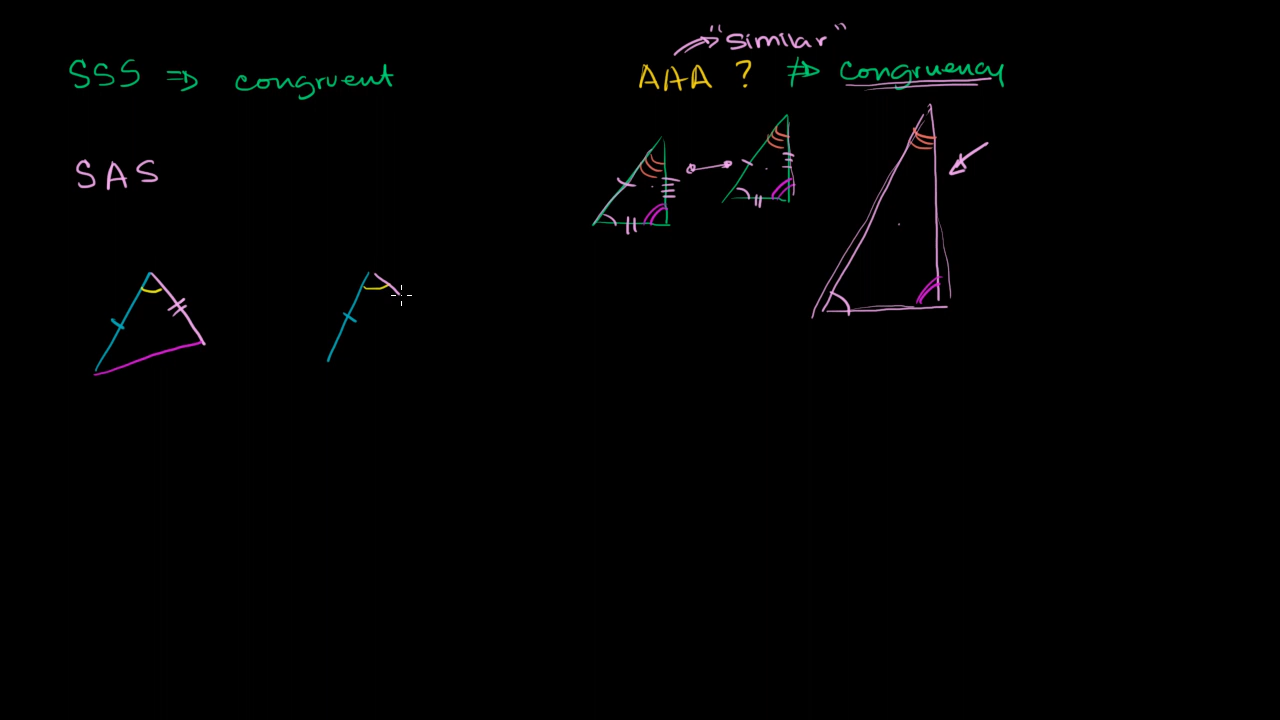 "Similar"
SSS ⇒ congruent
AAA ? ⇏ congruency
SAS